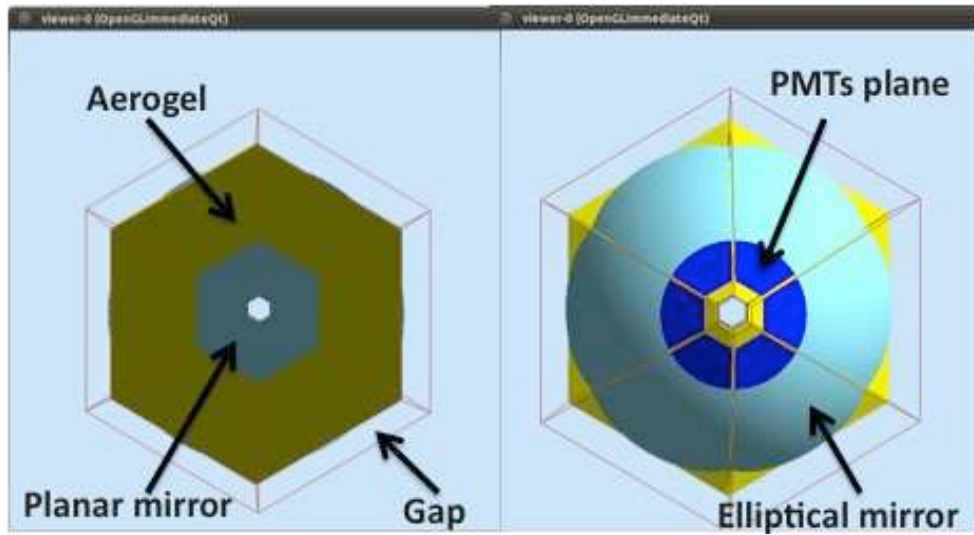 viewer-0 (OpenGLImmediateQt)
viewer-0 (OpenGLImmediateQt)
Aerogel
PMTs plane
Planar mirror
Gap
Elliptical mirror